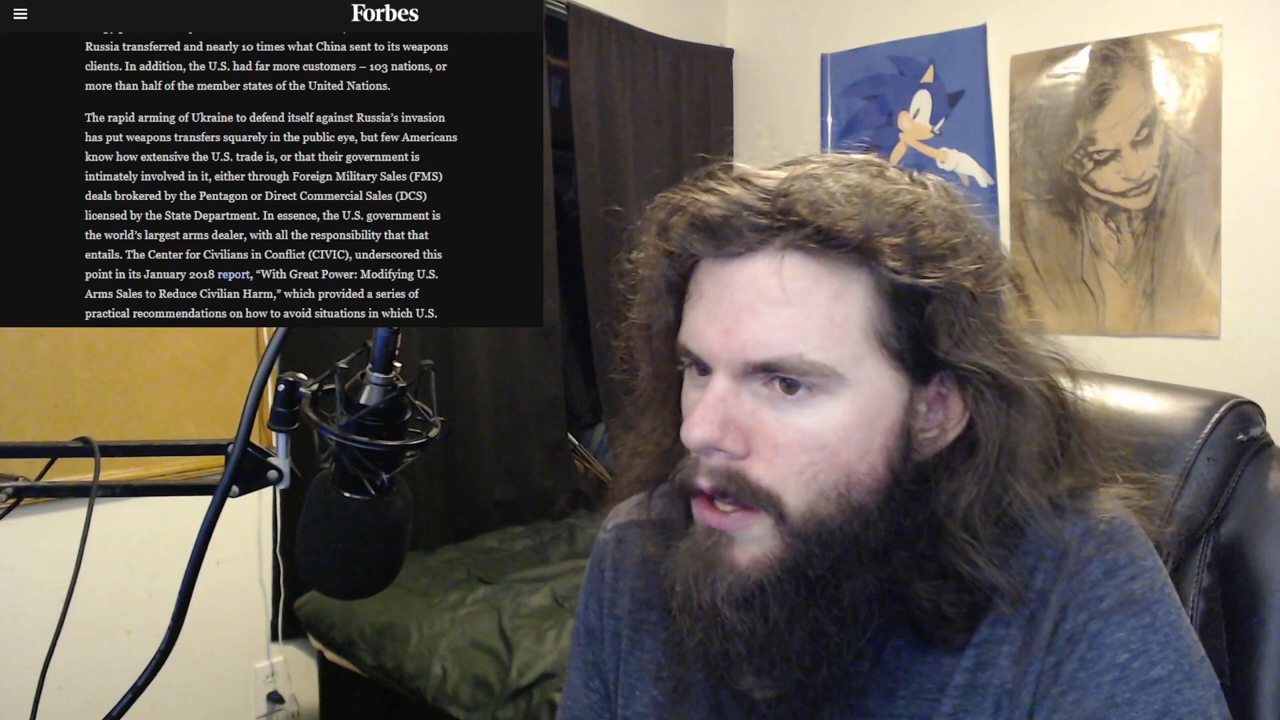 Forbes
Russia transferred and nearly 10 times what China sent to its weapons
clients. In addition, the U.S. had far more customers – 103 nations, or
more than half of the member states of the United Nations.
The rapid arming of Ukraine to defend itself against Russia’s invasion
has put weapons transfers squarely in the public eye, but few Americans
know how extensive the U.S. trade is, or that their government is
intimately involved in it, either through Foreign Military Sales (FMS)
deals brokered by the Pentagon or Direct Commercial Sales (DCS)
licensed by the State Department. In essence, the U.S. government is
the world’s largest arms dealer, with all the responsibility that that
entails. The Center for Civilians in Conflict (CIVIC), underscored this
point in its January 2018 report, “With Great Power: Modifying U.S.
Arms Sales to Reduce Civilian Harm,” which provided a series of
practical recommendations on how to avoid situations in which U.S.